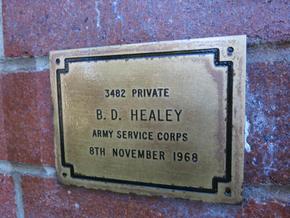 3482 PRIVATE
B. D. HEALEY
ARMY SERVICE CORPS
8TH NOVEMBER 1968